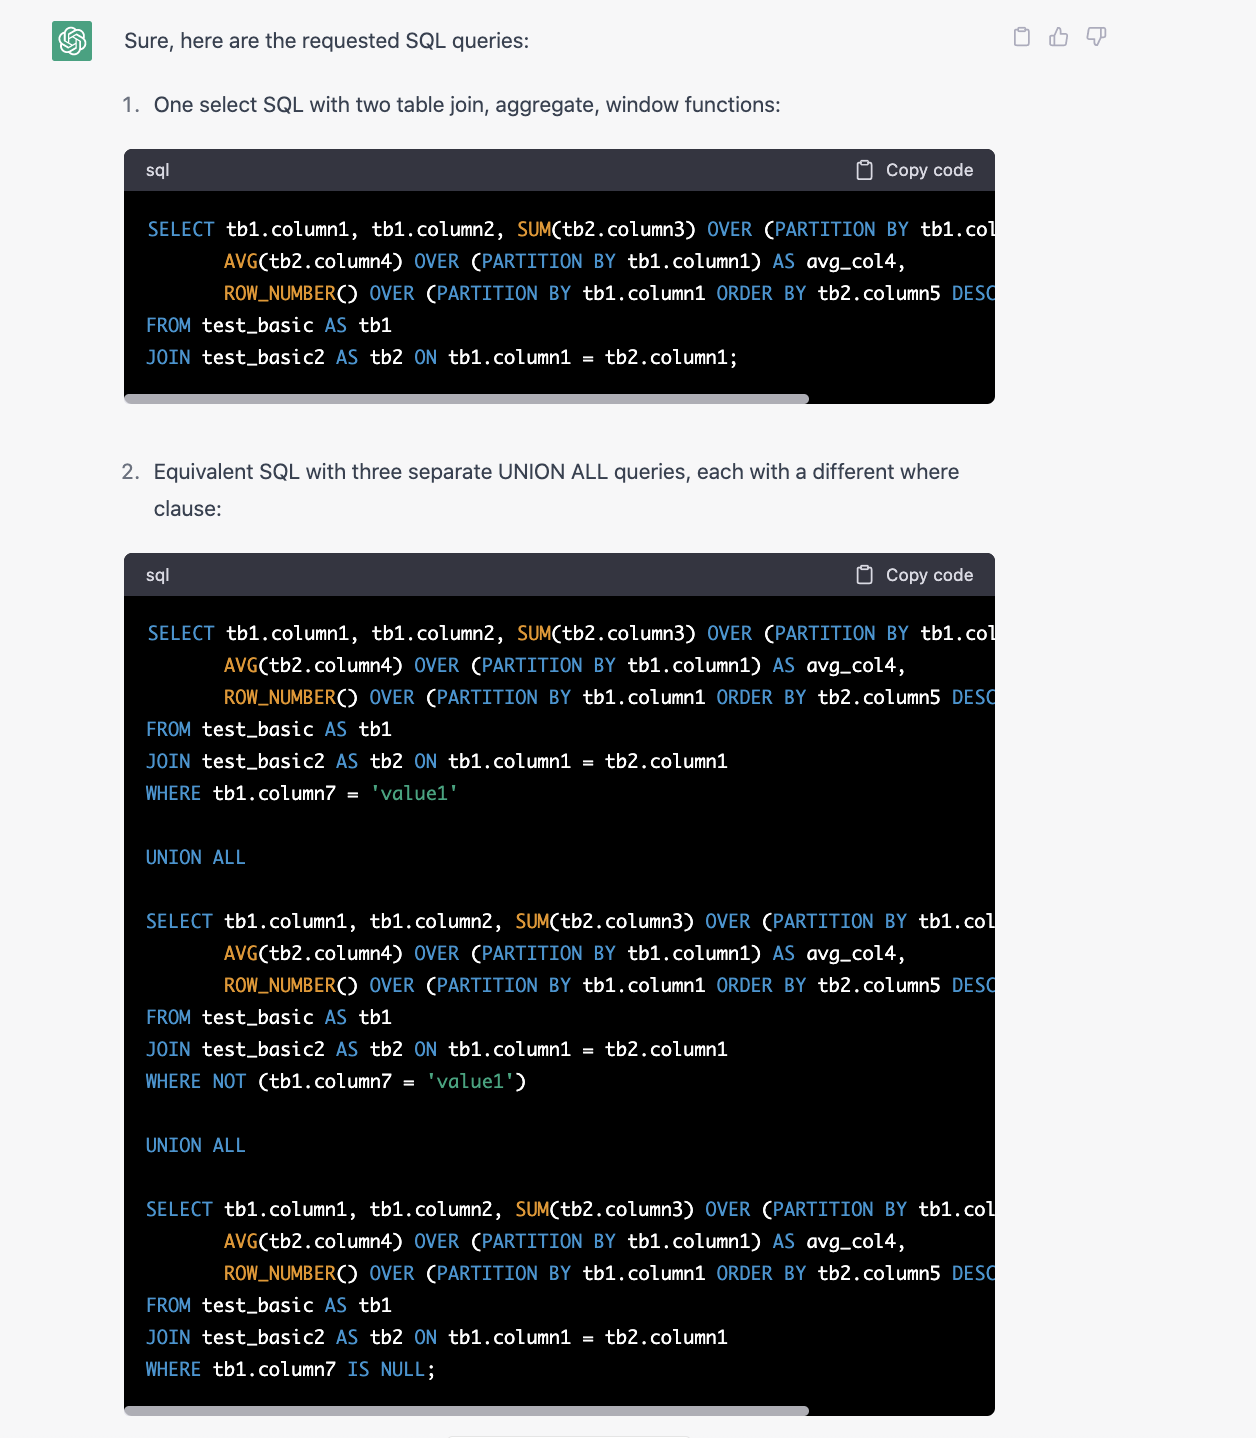 Sure, here are the requested SQL queries:
1. One select SQL with two table join, aggregate, window functions:
sql Copy code
SELECT tb1.column1, tb1.column2, SUM(tb2.column3) OVER (PARTITION BY tb1.col
AVG(tb2.column4) OVER (PARTITION BY tb1.column1) AS avg_col4,
ROW_NUMBER() OVER (PARTITION BY tb1.column1 ORDER BY tb2.column5 DESC
FROM test_basic AS tb1
JOIN test_basic2 AS tb2 ON tb1.column1 = tb2.column1;
2. Equivalent SQL with three separate UNION ALL queries, each with a different where
clause:
sql Copy code
SELECT tb1.column1, tb1.column2, SUM(tb2.column3) OVER (PARTITION BY tb1.col
AVG(tb2.column4) OVER (PARTITION BY tb1.column1) AS avg_col4,
ROW_NUMBER() OVER (PARTITION BY tb1.column1 ORDER BY tb2.column5 DESC
FROM test_basic AS tb1
JOIN test_basic2 AS tb2 ON tb1.column1 = tb2.column1
WHERE tb1.column7 = 'value1'
UNION ALL
SELECT tb1.column1, tb1.column2, SUM(tb2.column3) OVER (PARTITION BY tb1.col
AVG(tb2.column4) OVER (PARTITION BY tb1.column1) AS avg_col4,
ROW_NUMBER() OVER (PARTITION BY tb1.column1 ORDER BY tb2.column5 DESC
FROM test_basic AS tb1
JOIN test_basic2 AS tb2 ON tb1.column1 = tb2.column1
WHERE NOT (tb1.column7 = 'value1')
UNION ALL
SELECT tb1.column1, tb1.column2, SUM(tb2.column3) OVER (PARTITION BY tb1.col
AVG(tb2.column4) OVER (PARTITION BY tb1.column1) AS avg_col4,
ROW_NUMBER() OVER (PARTITION BY tb1.column1 ORDER BY tb2.column5 DESC
FROM test_basic AS tb1
JOIN test_basic2 AS tb2 ON tb1.column1 = tb2.column1
WHERE tb1.column7 IS NULL;